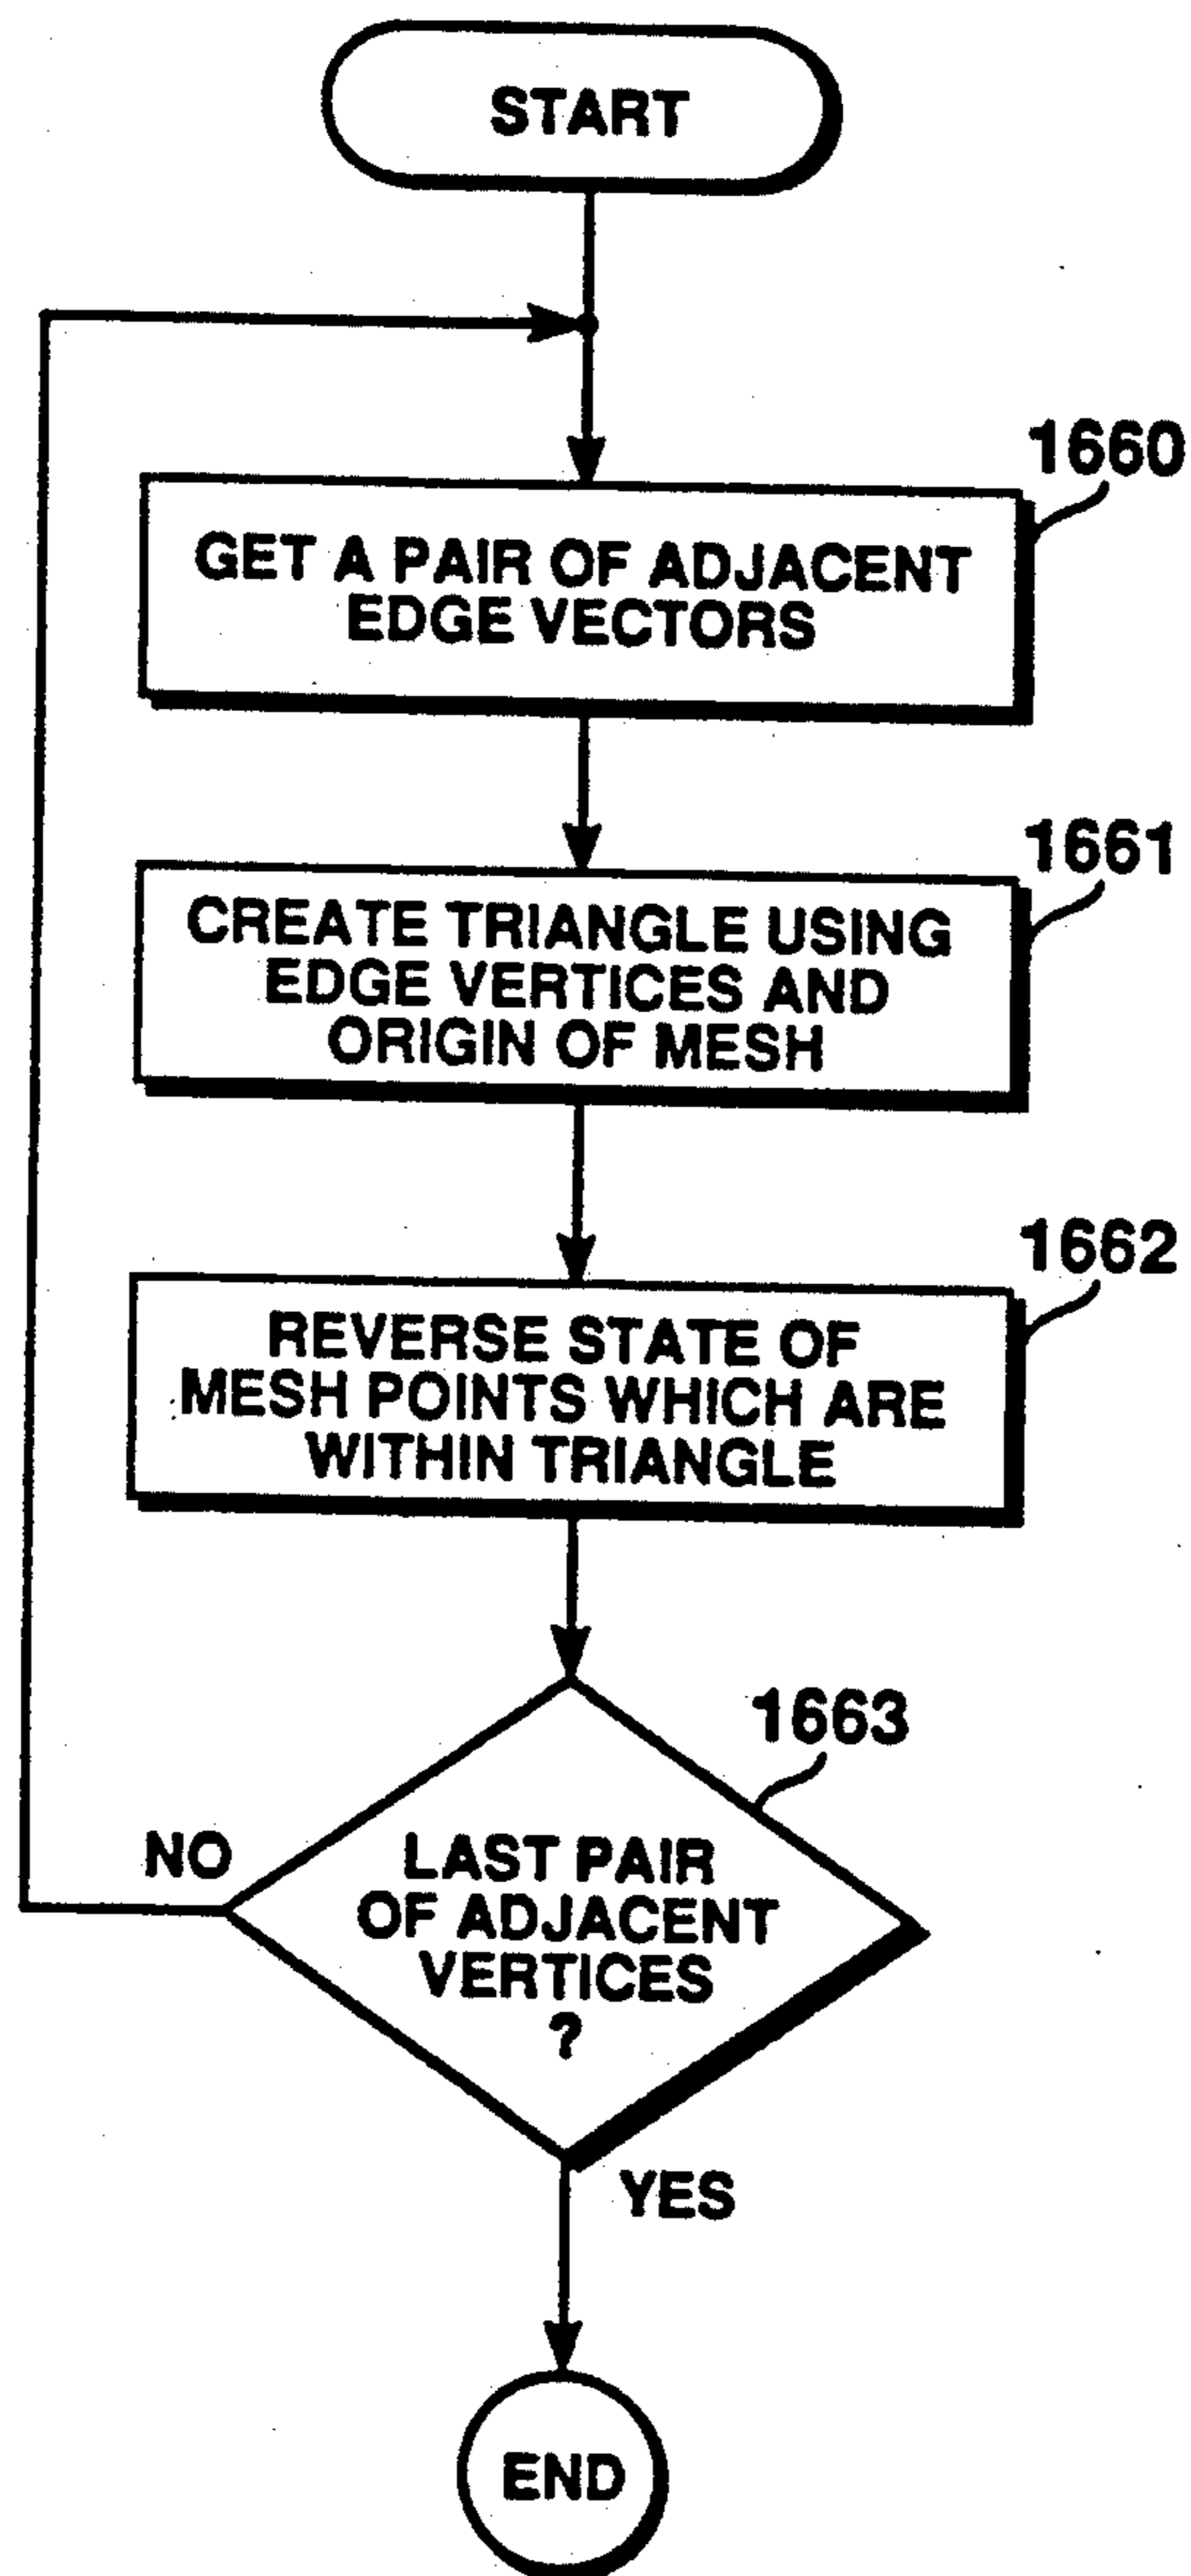 START
1660
GET A PAIR OF ADJACENT
EDGE VECTORS
1661
CREATE TRIANGLE USING
EDGE VERTICES AND
ORIGIN OF MESH
1662
REVERSE STATE OF
MESH POINTS WHICH ARE
WITHIN TRIANGLE
1663
NO
LAST PAIR
OF ADJACENT
VERTICES
?
YES
END